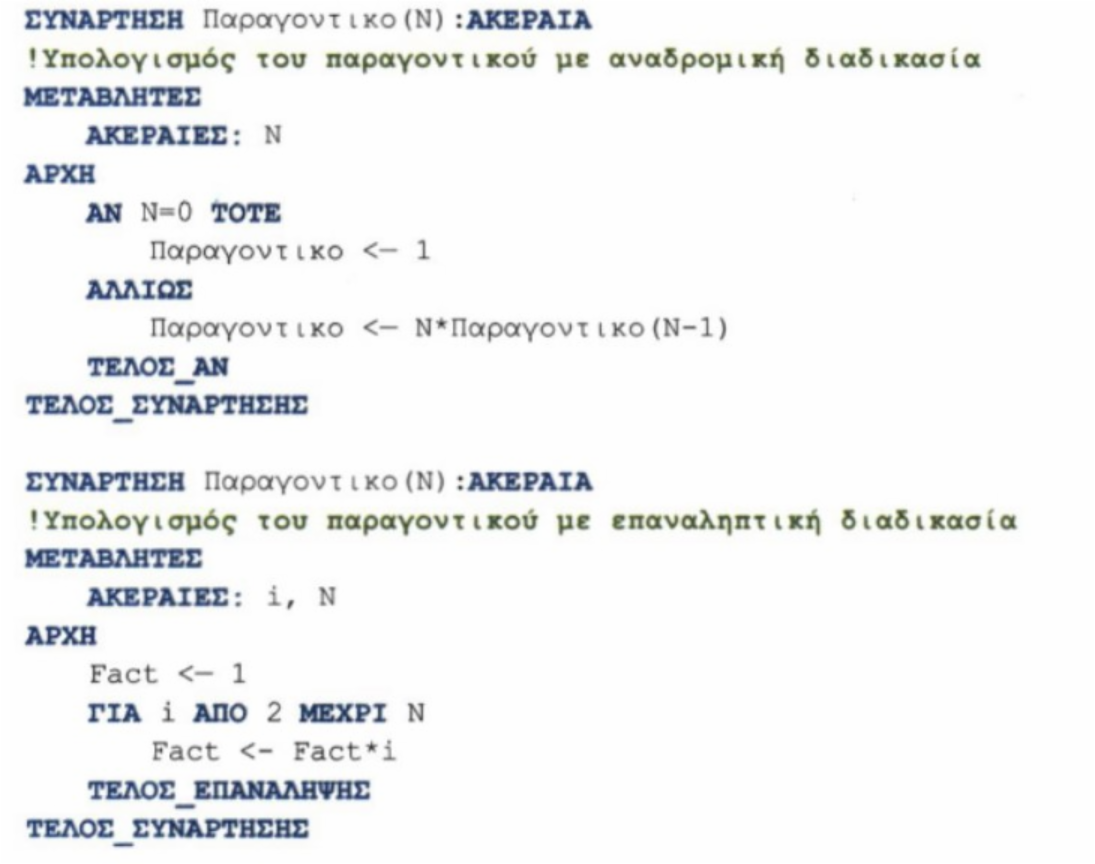 ΣΥΝΑΡΤΗΣΗ Παραγοντικο(Ν):ΑΚΕΡΑΙΑ
!Υπολογισμός του παραγοντικού με αναδρομική διαδικασία
ΜΕΤΑΒΛΗΤΕΣ
ΑΚΕΡΑΙΕΣ: Ν
ΑΡΧΗ
ΑΝ Ν=0 ΤΟΤΕ
Παραγοντικο <— 1
ΑΛΛΙΩΣ
Παραγοντικο <— Ν*Παραγοντικο(Ν-1)
ΤΕΛΟΣ_ΑΝ
ΤΕΛΟΣ_ΣΥΝΑΡΤΗΣΗΣ
ΣΥΝΑΡΤΗΣΗ Παραγοντικο(Ν):ΑΚΕΡΑΙΑ
!Υπολογισμός του παραγοντικού με επαναληπτική διαδικασία
ΜΕΤΑΒΛΗΤΕΣ
ΑΚΕΡΑΙΕΣ: i, Ν
ΑΡΧΗ
Fact <— 1
ΓΙΑ i ΑΠΟ 2 ΜΕΧΡΙ Ν
Fact <- Fact*i
ΤΕΛΟΣ_ΕΠΑΝΑΛΗΨΗΣ
ΤΕΛΟΣ_ΣΥΝΑΡΤΗΣΗΣ